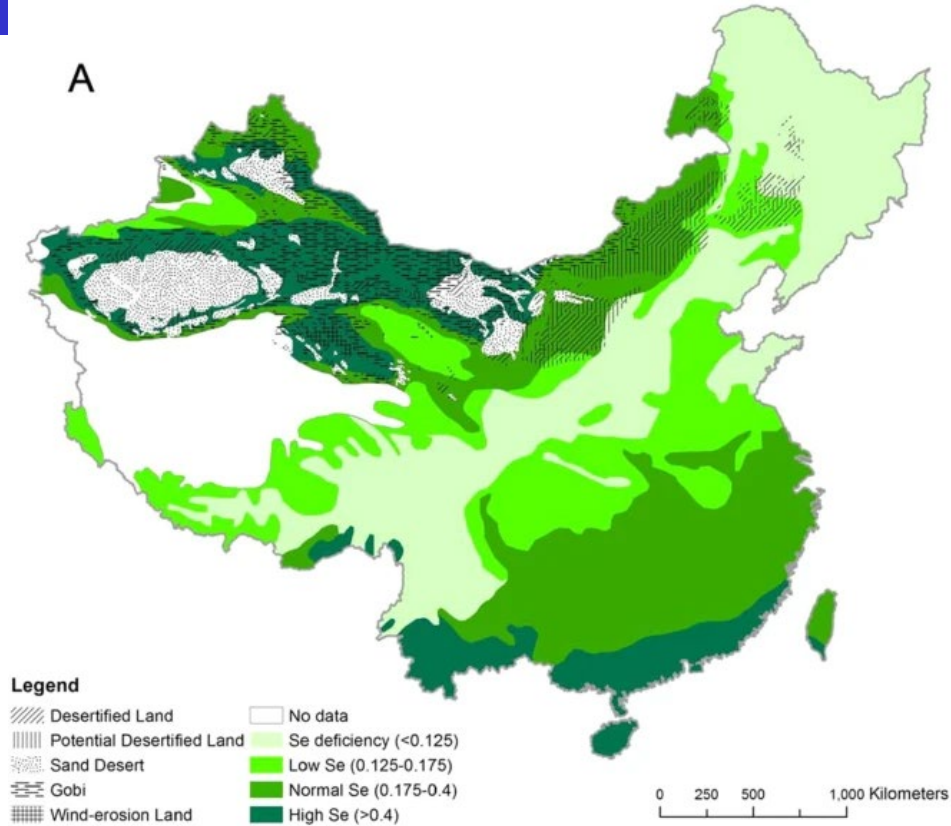 A
Legend
Desertified Land
Potential Desertified Land
Sand Desert
Gobi
Wind-erosion Land
No data
Se deficiency (<0.125)
Low Se (0.125-0.175)
Normal Se (0.175-0.4)
High Se (>0.4)
0 250 500 1,000 Kilometers